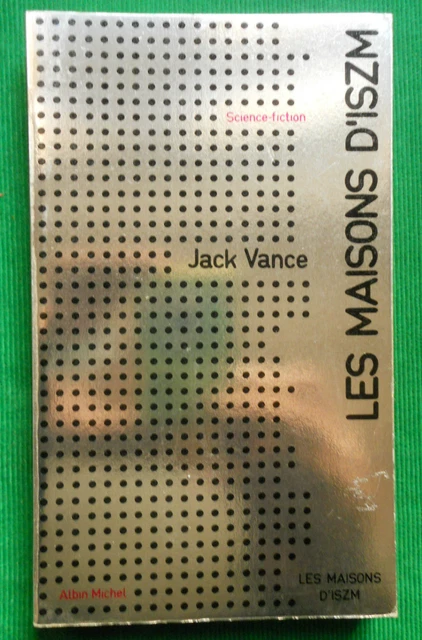 LES MAISONS D'ISZM
Science-fiction
Jack Vance
LES MAISONS
D'ISZM
Albin Michel